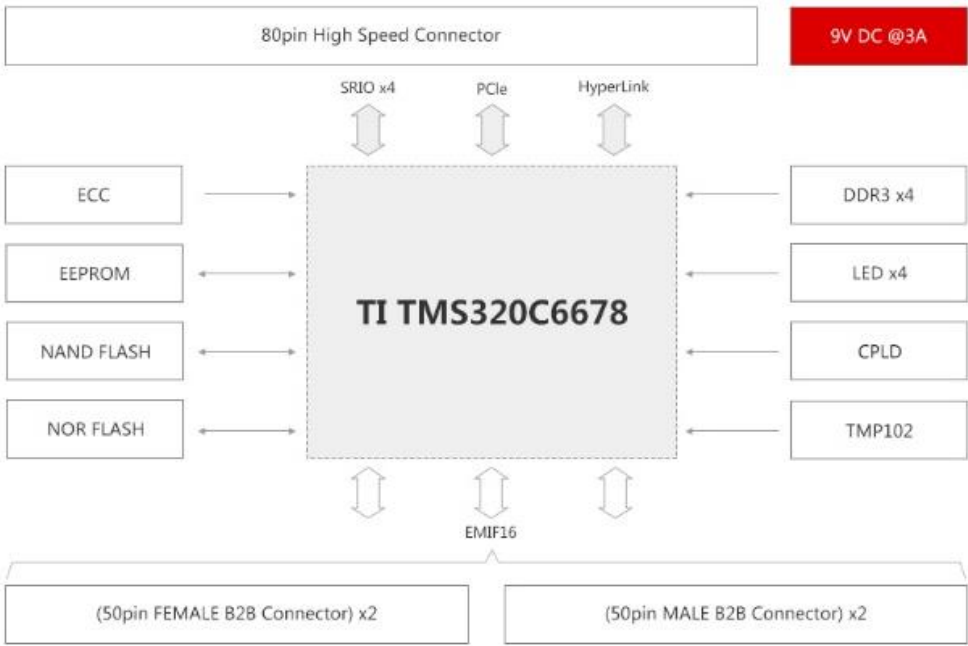 80pin High Speed Connector
9V DC @3A
SRIO x4
PCIe
HyperLink
ECC
DDR3 x4
EEPROM
LED x4
TI TMS320C6678
NAND FLASH
CPLD
NOR FLASH
TMP102
EMIF16
(50pin FEMALE B2B Connector) x2
(50pin MALE B2B Connector) x2